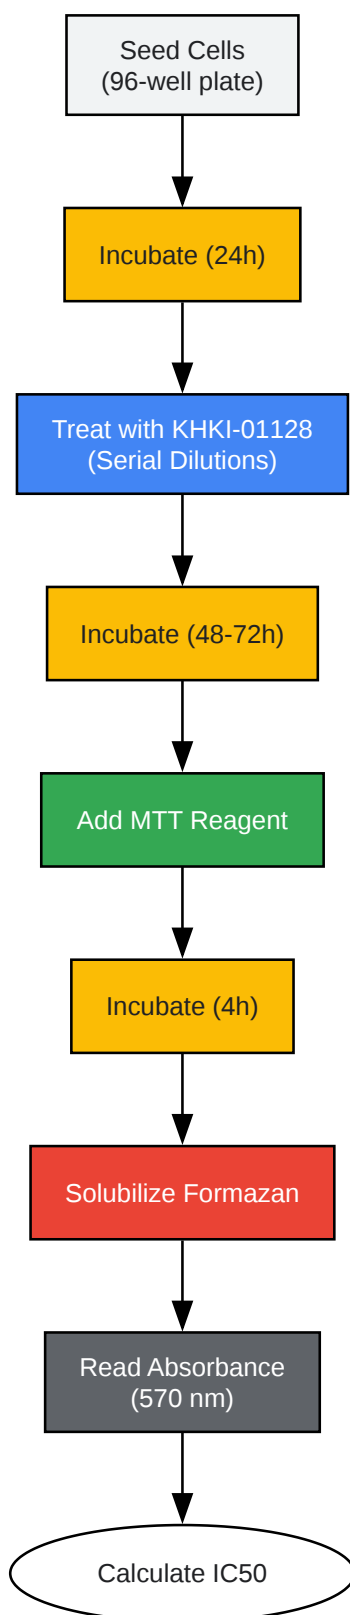 Seed Cells
(96-well plate)
Incubate (24h)
Treat with KHKI-01128
(Serial Dilutions)
Incubate (48-72h)
Add MTT Reagent
Incubate (4h)
Solubilize Formazan
Read Absorbance
(570 nm)
Calculate IC50